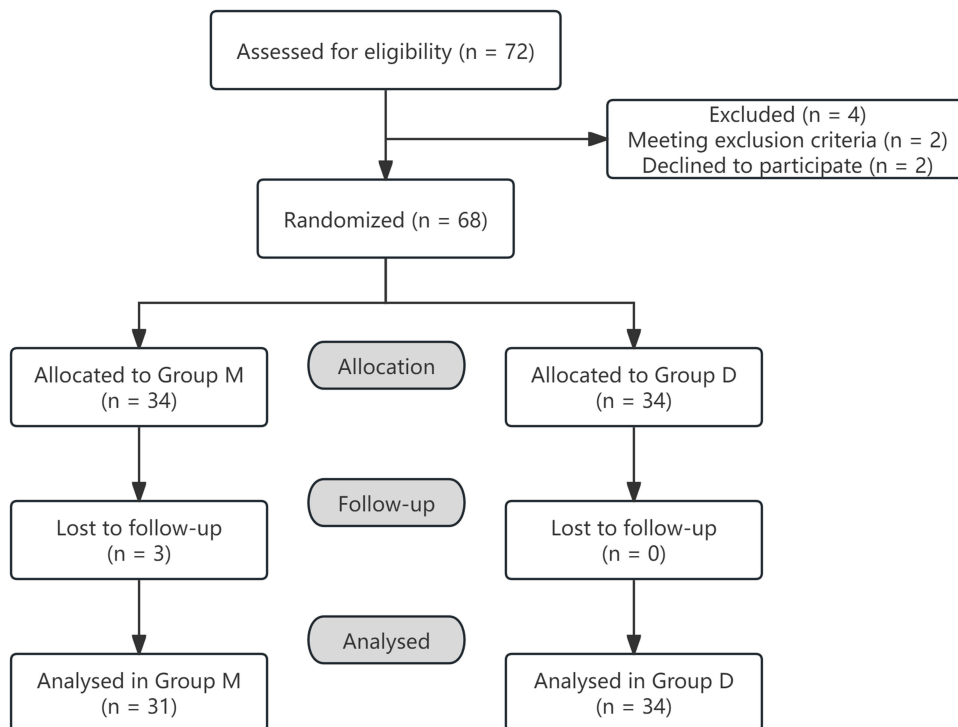 Assessed for eligibility (n = 72)
Excluded (n = 4)
Meeting exclusion criteria (n = 2)
Declined to participate (n = 2)
Randomized (n = 68)
Allocation
Allocated to Group M
(n = 34)
Allocated to Group D
(n = 34)
Follow-up
Lost to follow-up
(n = 3)
Lost to follow-up
(n = 0)
Analysed
Analysed in Group M
(n = 31)
Analysed in Group D
(n = 34)